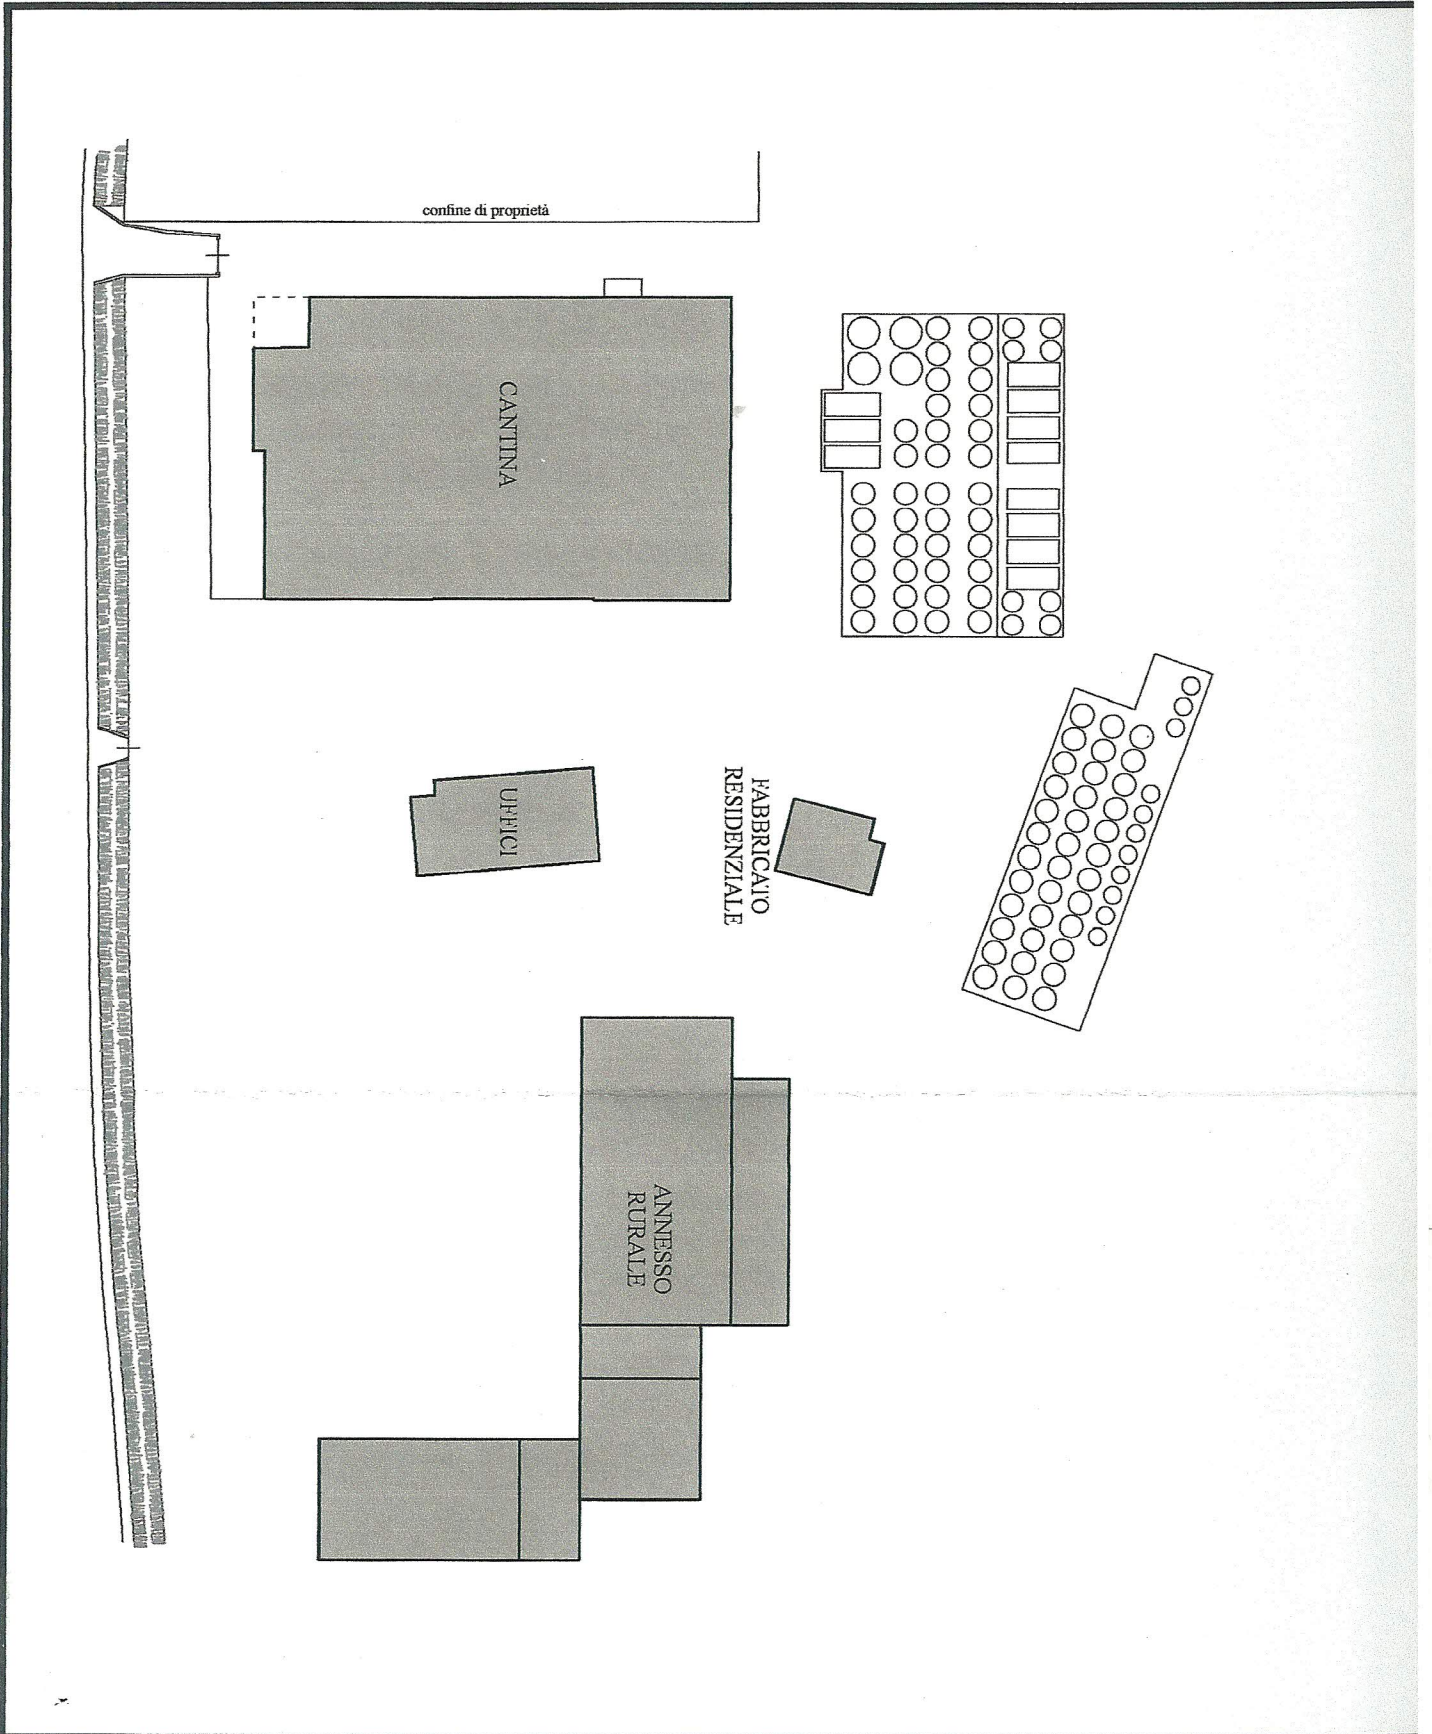 confine di proprietà
CANTINA
UFFICI
FABBRICATO
RESIDENZIALE
ANNESSO
RURALE